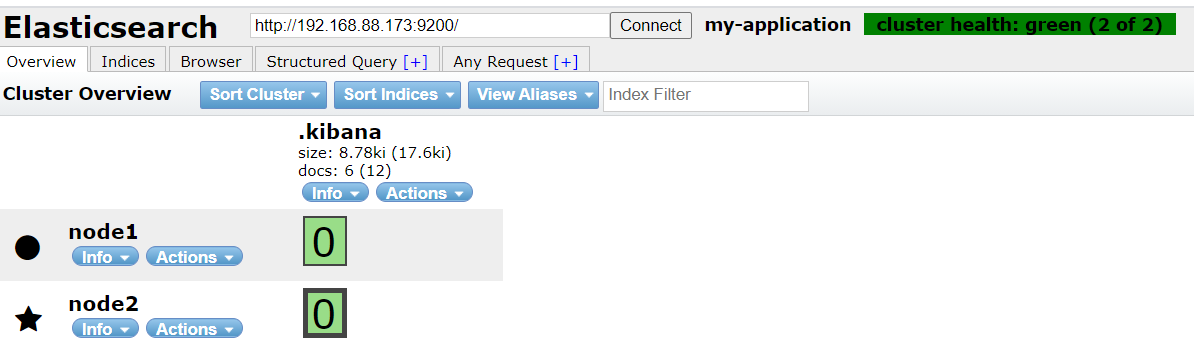 Elasticsearch http://192.168.88.173:9200/ Connect my-application cluster health: green (2 of 2)
Overview Indices Browser Structured Query [+] Any Request [+]
Cluster Overview Sort Cluster Sort Indices View Aliases Index Filter
.kibana
size: 8.78ki (17.6ki)
docs: 6 (12)
Info Actions
node1 0
Info Actions
node2 0
Info Actions